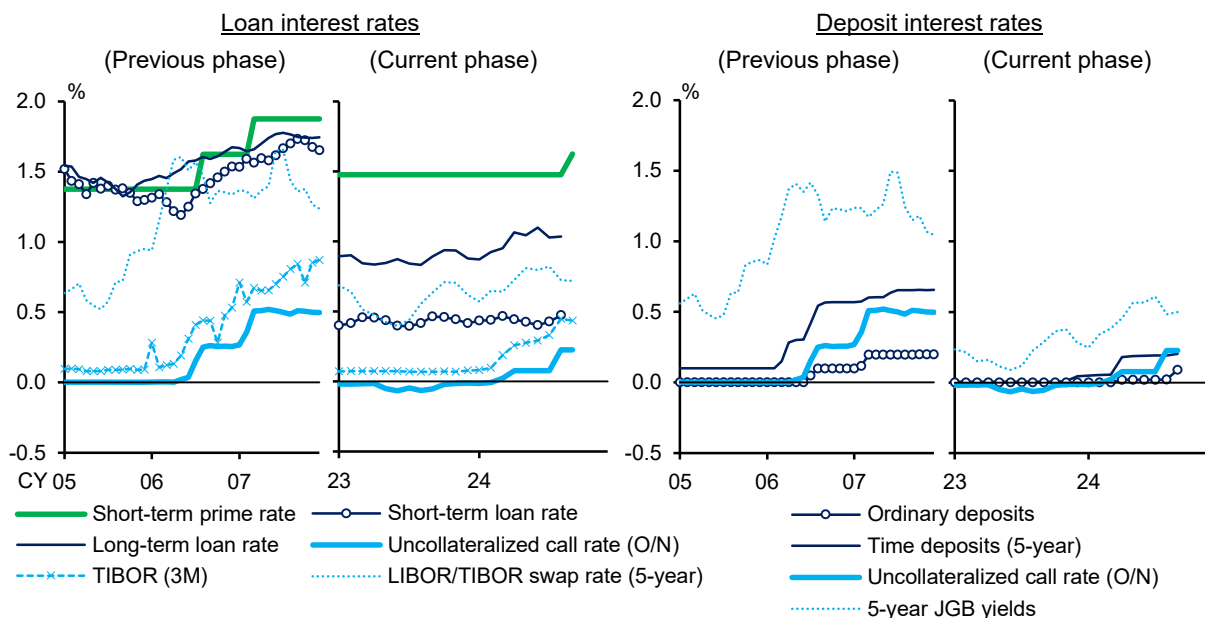 Loan interest rates
(Previous phase)
(Current phase)
%
2.0
1.5
1.0
0.5
0.0
-0.5
CY 05
06
07
23
24
Short-term prime rate
Short-term loan rate
Long-term loan rate
Uncollateralized call rate (O/N)
TIBOR (3M)
LIBOR/TIBOR swap rate (5-year)
Deposit interest rates
(Previous phase)
(Current phase)
%
2.0
1.5
1.0
0.5
0.0
-0.5
05
06
07
23
24
Ordinary deposits
Time deposits (5-year)
Uncollateralized call rate (O/N)
5-year JGB yields